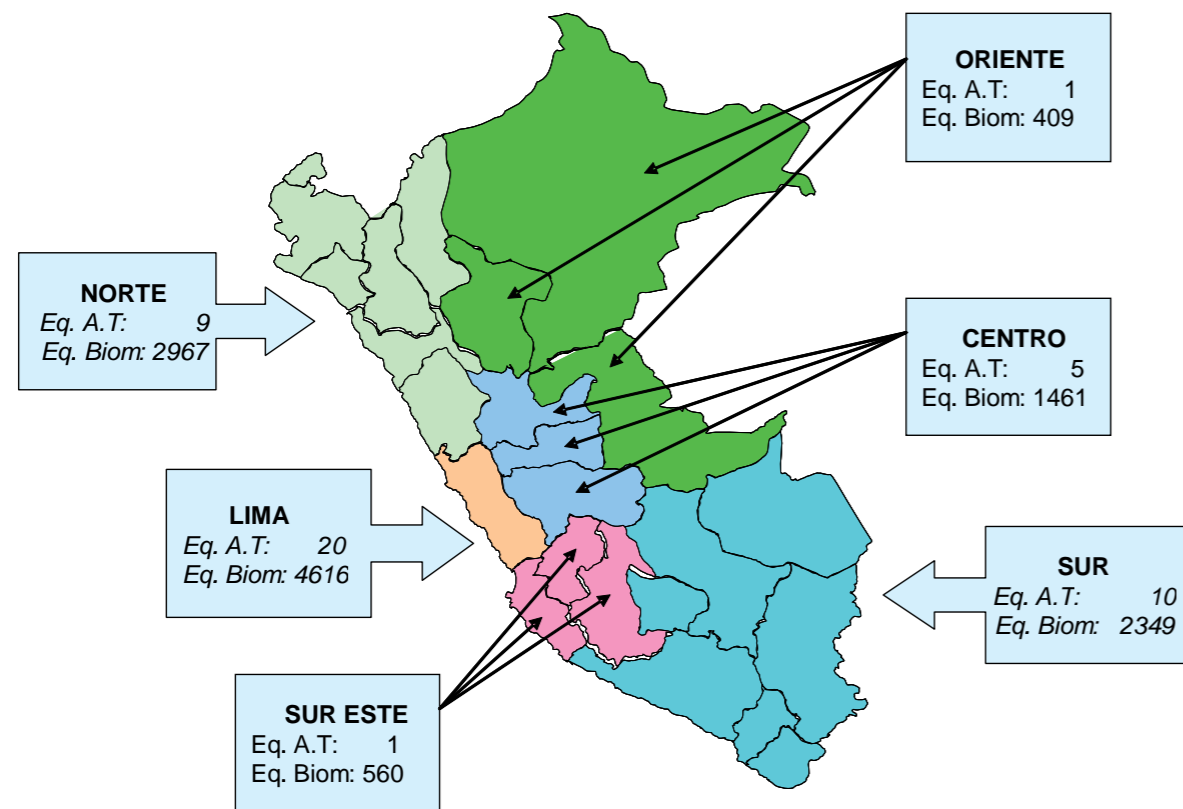 ORIENTE
Eq. A.T: 1
Eq. Biom: 409
NORTE
Eq. A.T: 9
Eq. Biom: 2967
CENTRO
Eq. A.T: 5
Eq. Biom: 1461
LIMA
Eq. A.T: 20
Eq. Biom: 4616
SUR
Eq. A.T: 10
Eq. Biom: 2349
SUR ESTE
Eq. A.T: 1
Eq. Biom: 560